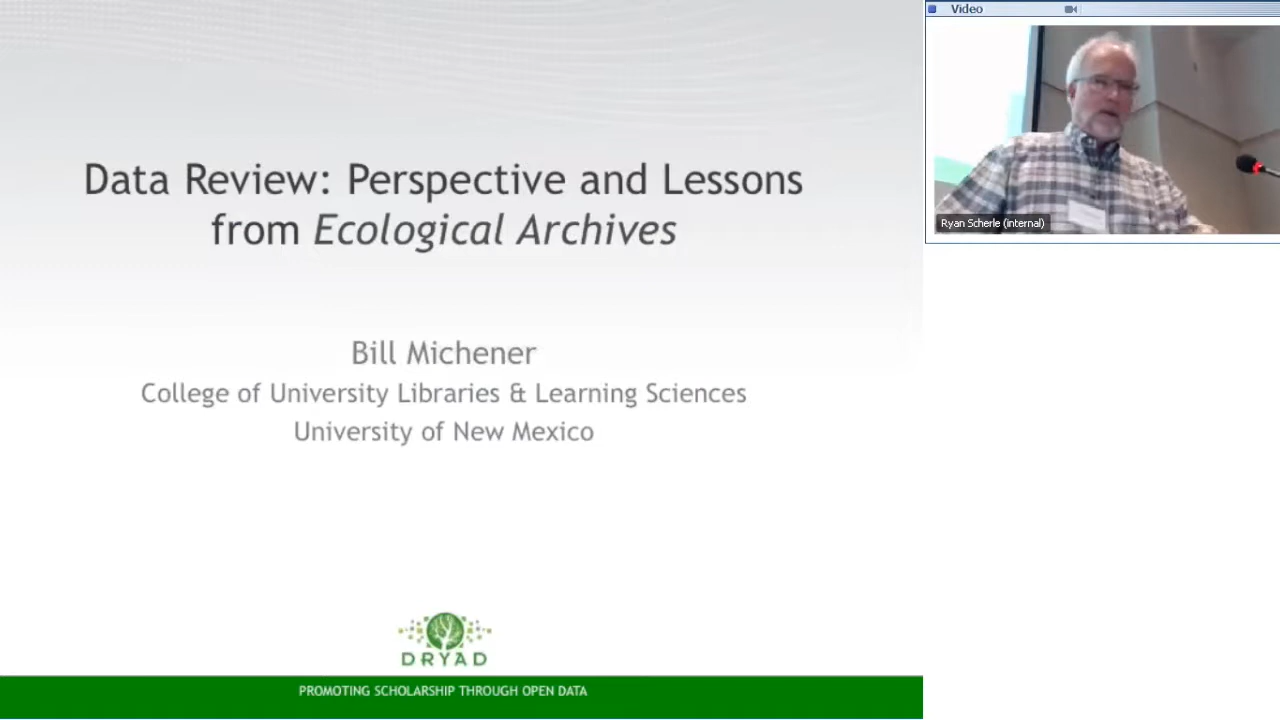 Data Review: Perspective and Lessons
from Ecological Archives
Bill Michener
College of University Libraries & Learning Sciences
University of New Mexico
DRYAD
PROMOTING SCHOLARSHIP THROUGH OPEN DATA
Video
Ryan Scherle (internal)